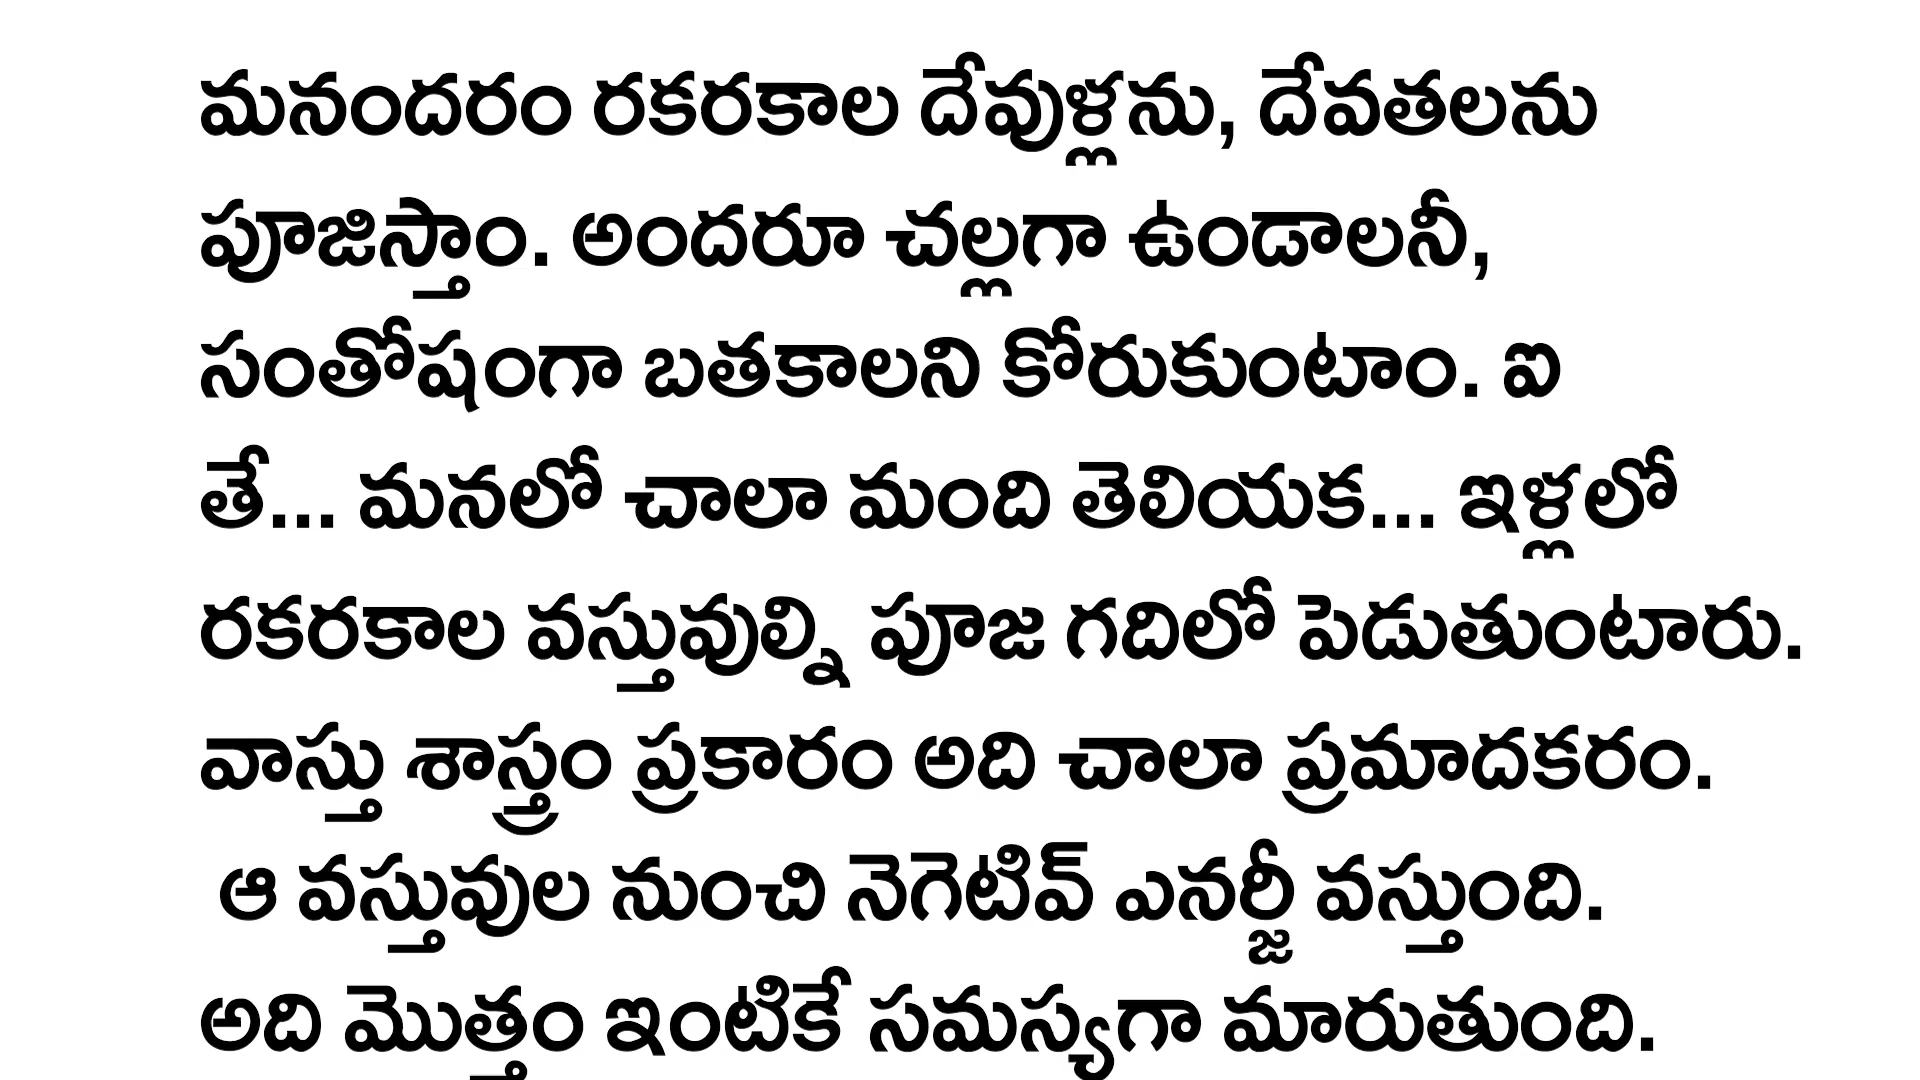 మనందరం రకరకాల దేవుళ్లను, దేవతలను
పూజిస్తాం. అందరూ చల్లగా ఉండాలనీ,
సంతోషంగా బతకాలని కోరుకుంటాం. ఐ
తే... మనలో చాలా మంది తెలియక... ఇళ్లలో
రకరకాల వస్తువుల్ని పూజ గదిలో పెడుతుంటారు.
వాస్తు శాస్త్రం ప్రకారం అది చాలా ప్రమాదకరం.
ఆ వస్తువుల నుంచి నెగెటివ్ ఎనర్జీ వస్తుంది.
అది మొత్తం ఇంటికే సమస్యగా మారుతుంది.